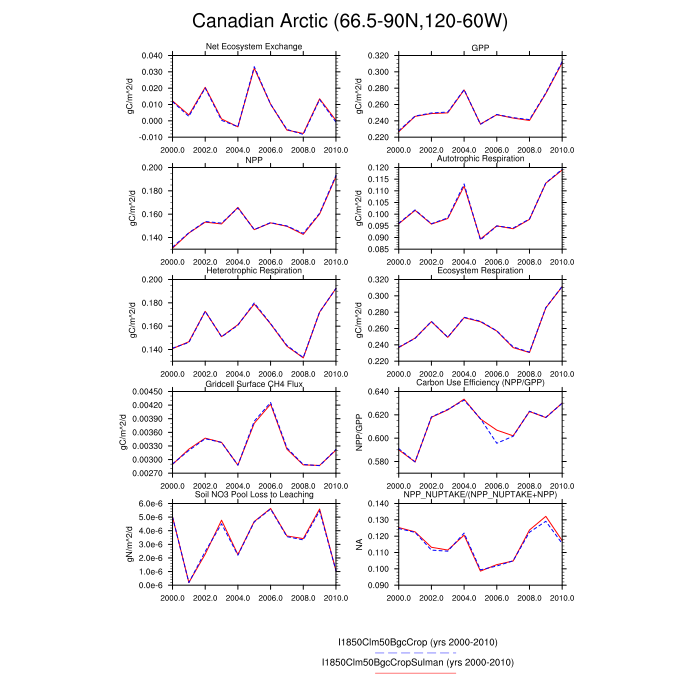 Canadian Arctic (66.5-90N,120-60W)
Net Ecosystem Exchange
GPP
gC/m^2/d
0.040
0.030
0.020
0.010
0.000
-0.010
2000.0 2002.0 2004.0 2006.0 2008.0 2010.0
gC/m^2/d
0.320
0.300
0.280
0.260
0.240
0.220
2000.0 2002.0 2004.0 2006.0 2008.0 2010.0
NPP
Autotrophic Respiration
gC/m^2/d
0.200
0.180
0.160
0.140
2000.0 2002.0 2004.0 2006.0 2008.0 2010.0
gC/m^2/d
0.120
0.115
0.110
0.105
0.100
0.095
0.090
0.085
2000.0 2002.0 2004.0 2006.0 2008.0 2010.0
Heterotrophic Respiration
Ecosystem Respiration
gC/m^2/d
0.200
0.180
0.160
0.140
2000.0 2002.0 2004.0 2006.0 2008.0 2010.0
gC/m^2/d
0.320
0.300
0.280
0.260
0.240
0.220
2000.0 2002.0 2004.0 2006.0 2008.0 2010.0
Gridcell Surface CH4 Flux
Carbon Use Efficiency (NPP/GPP)
gC/m^2/d
0.00450
0.00420
0.00390
0.00360
0.00330
0.00300
0.00270
2000.0 2002.0 2004.0 2006.0 2008.0 2010.0
NPP/GPP
0.640
0.620
0.600
0.580
2000.0 2002.0 2004.0 2006.0 2008.0 2010.0
Soil NO3 Pool Loss to Leaching
NPP_NUPTAKE/(NPP_NUPTAKE+NPP)
gN/m^2/d
6.0e-6
5.0e-6
4.0e-6
3.0e-6
2.0e-6
1.0e-6
0.0e-6
2000.0 2002.0 2004.0 2006.0 2008.0 2010.0
NA
0.140
0.130
0.120
0.110
0.100
0.090
2000.0 2002.0 2004.0 2006.0 2008.0 2010.0
I1850Clm50BgcCrop (yrs 2000-2010)
I1850Clm50BgcCropSulman (yrs 2000-2010)